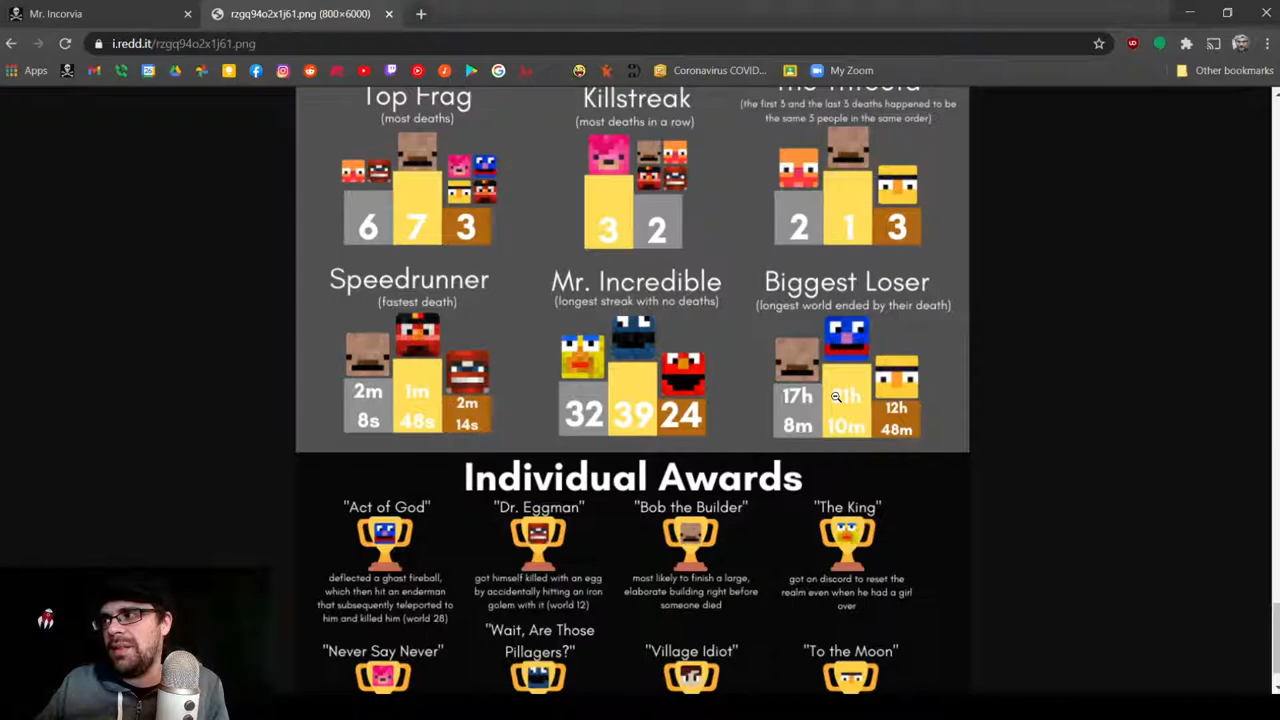 Mr. Incorvia
rzgq94o2x1j61.png (800×6000)
i.redd.it/rzgq94o2x1j61.png
Apps
Coronavirus COVID...
My Zoom
Other bookmarks
Top Frag
(most deaths)
6 7 3
Killstreak
(most deaths in a row)
3 2
(the first 3 and the last 3 deaths happened to be
the same 3 people in the same order)
2 1 3
Speedrunner
(fastest death)
2m 8s
1m 48s
2m 14s
Mr. Incredible
(longest streak with no deaths)
32 39 24
Biggest Loser
(longest world ended by their death)
17h 8m
10m
12h 48m
Individual Awards
"Act of God"
deflected a ghast fireball,
which then hit an enderman
that subsequently teleported to
him and killed him (world 28)
"Dr. Eggman"
got himself killed with an egg
by accidentally hitting an iron
golem with it (world 12)
"Bob the Builder"
most likely to finish a large,
elaborate building right before
someone died
"The King"
got on discord to reset the
realm even when he had a girl
over
"Never Say Never"
"Wait, Are Those
Pillagers?"
"Village Idiot"
"To the Moon"